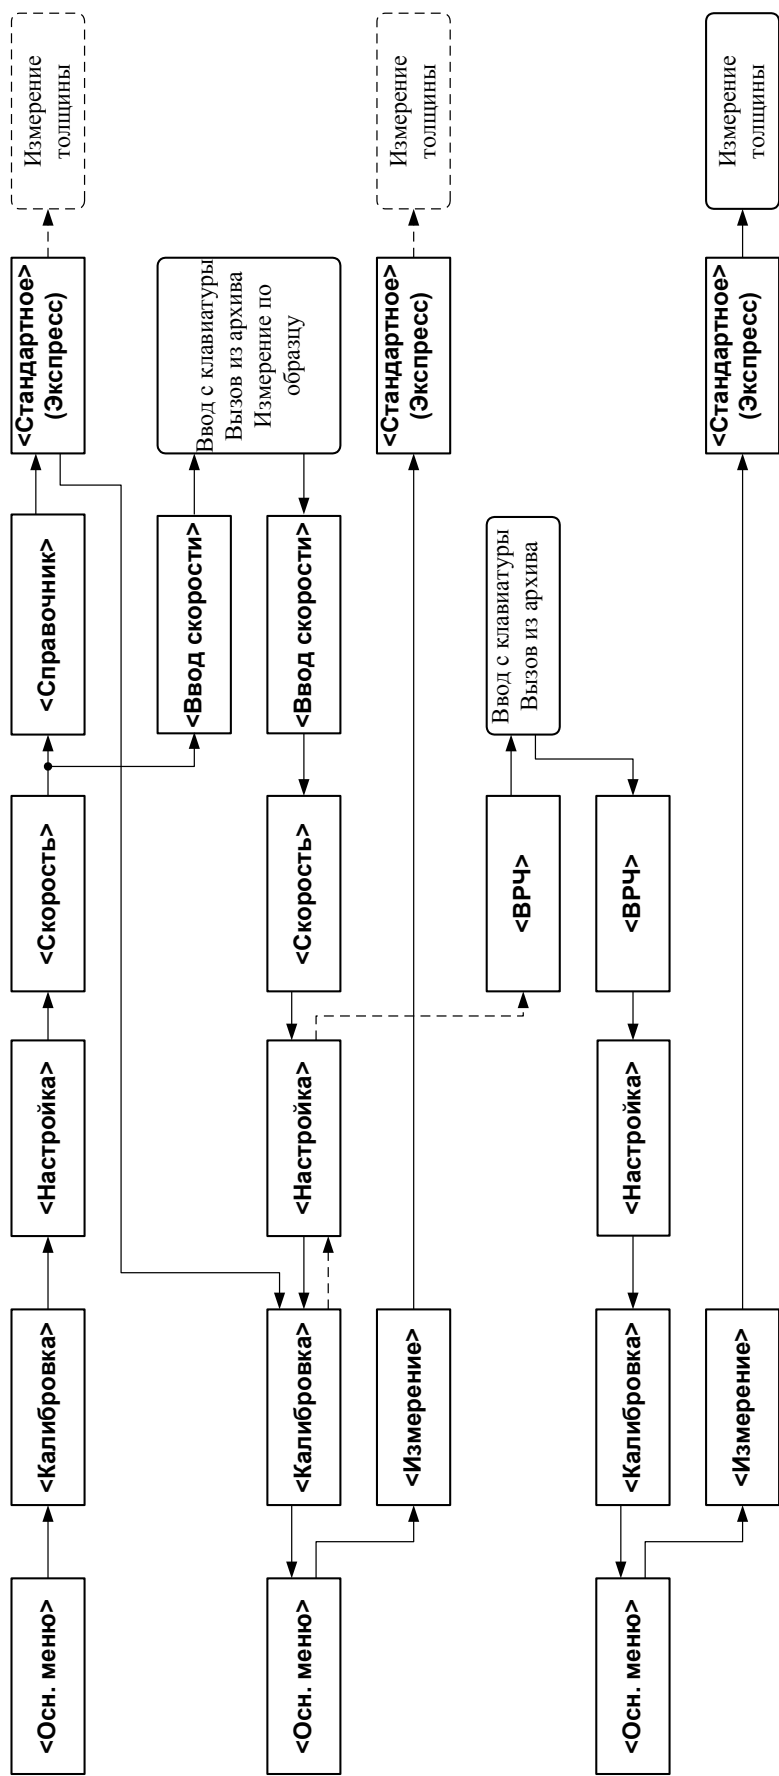 <Осн. меню>
<Калибровка>
<Настройка>
<Скорость>
<Справочник>
<Стандартное>
(Экспресс)
Измерение
толщины
<Ввод скорости>
Ввод с клавиатуры
Вызов из архива
Измерение по
образцу
<Осн. меню>
<Калибровка>
<Настройка>
<Скорость>
<Ввод скорости>
<Измерение>
<Стандартное>
(Экспресс)
Измерение
толщины
<ВРЧ>
Ввод с клавиатуры
Вызов из архива
<Осн. меню>
<Калибровка>
<Настройка>
<ВРЧ>
<Измерение>
<Стандартное>
(Экспресс)
Измерение
толщины